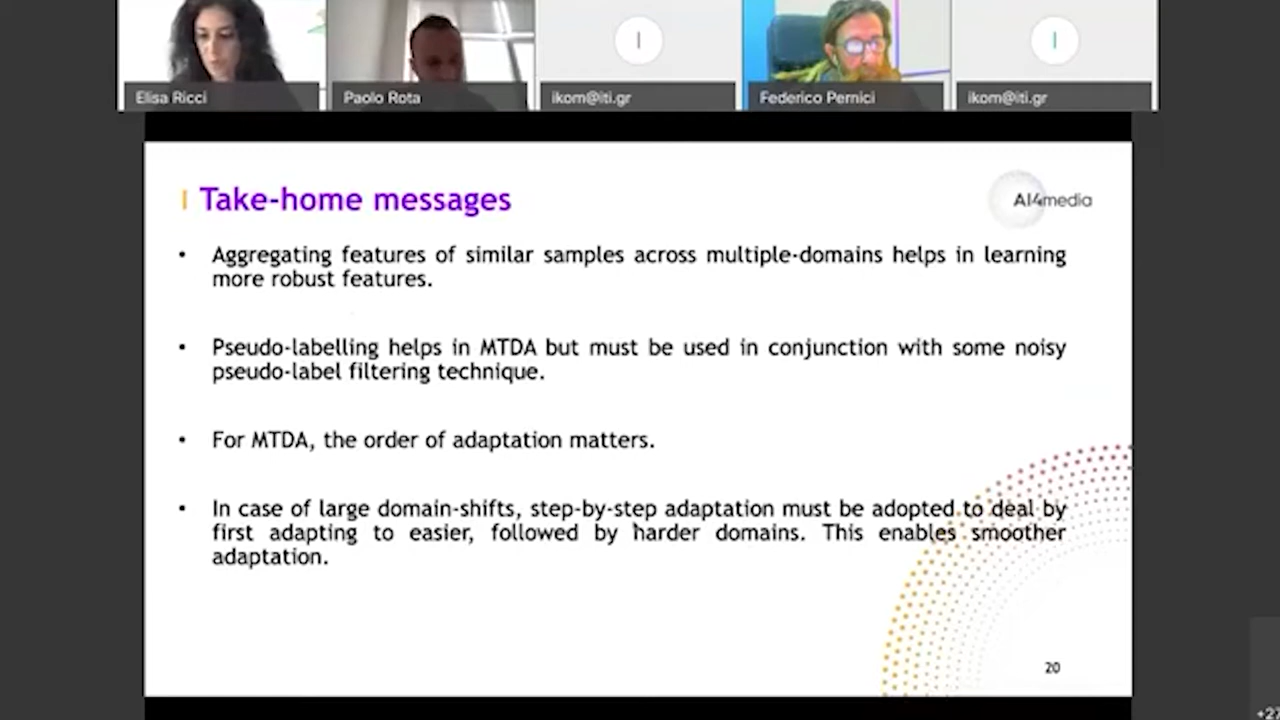 Elisa Ricci
Paolo Rota
I
ikom@iti.gr
Federico Pernici
I
ikom@iti.gr
Take-home messages
AI4media
• Aggregating features of similar samples across multiple-domains helps in learning
more robust features.
• Pseudo-labelling helps in MTDA but must be used in conjunction with some noisy
pseudo-label filtering technique.
• For MTDA, the order of adaptation matters.
• In case of large domain-shifts, step-by-step adaptation must be adopted to deal by
first adapting to easier, followed by harder domains. This enables smoother
adaptation.
20